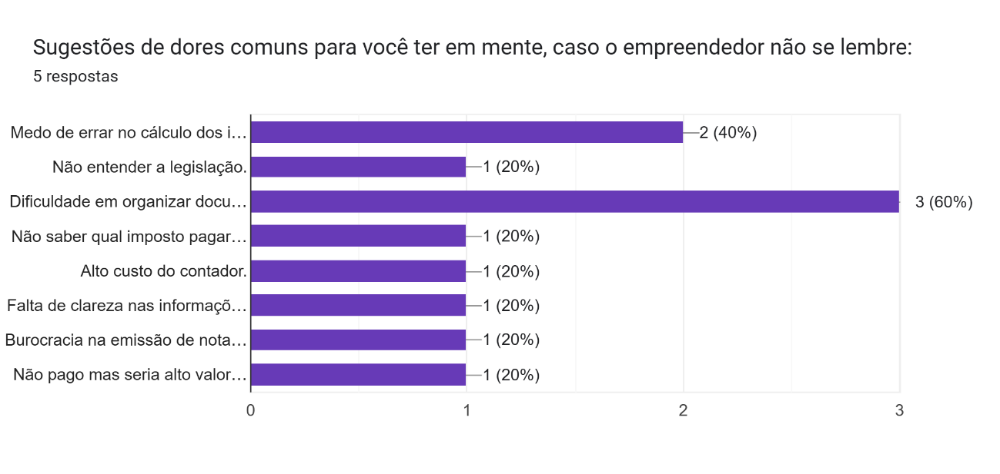 Sugestões de dores comuns para você ter em mente, caso o empreendedor não se lembre:
5 respostas
Medo de errar no cálculo dos i… 2 (40%)
Não entender a legislação. 1 (20%)
Dificuldade em organizar docu… 3 (60%)
Não saber qual imposto pagar… 1 (20%)
Alto custo do contador. 1 (20%)
Falta de clareza nas informaçõ… 1 (20%)
Burocracia na emissão de nota… 1 (20%)
Não pago mas seria alto valor… 1 (20%)
0 1 2 3